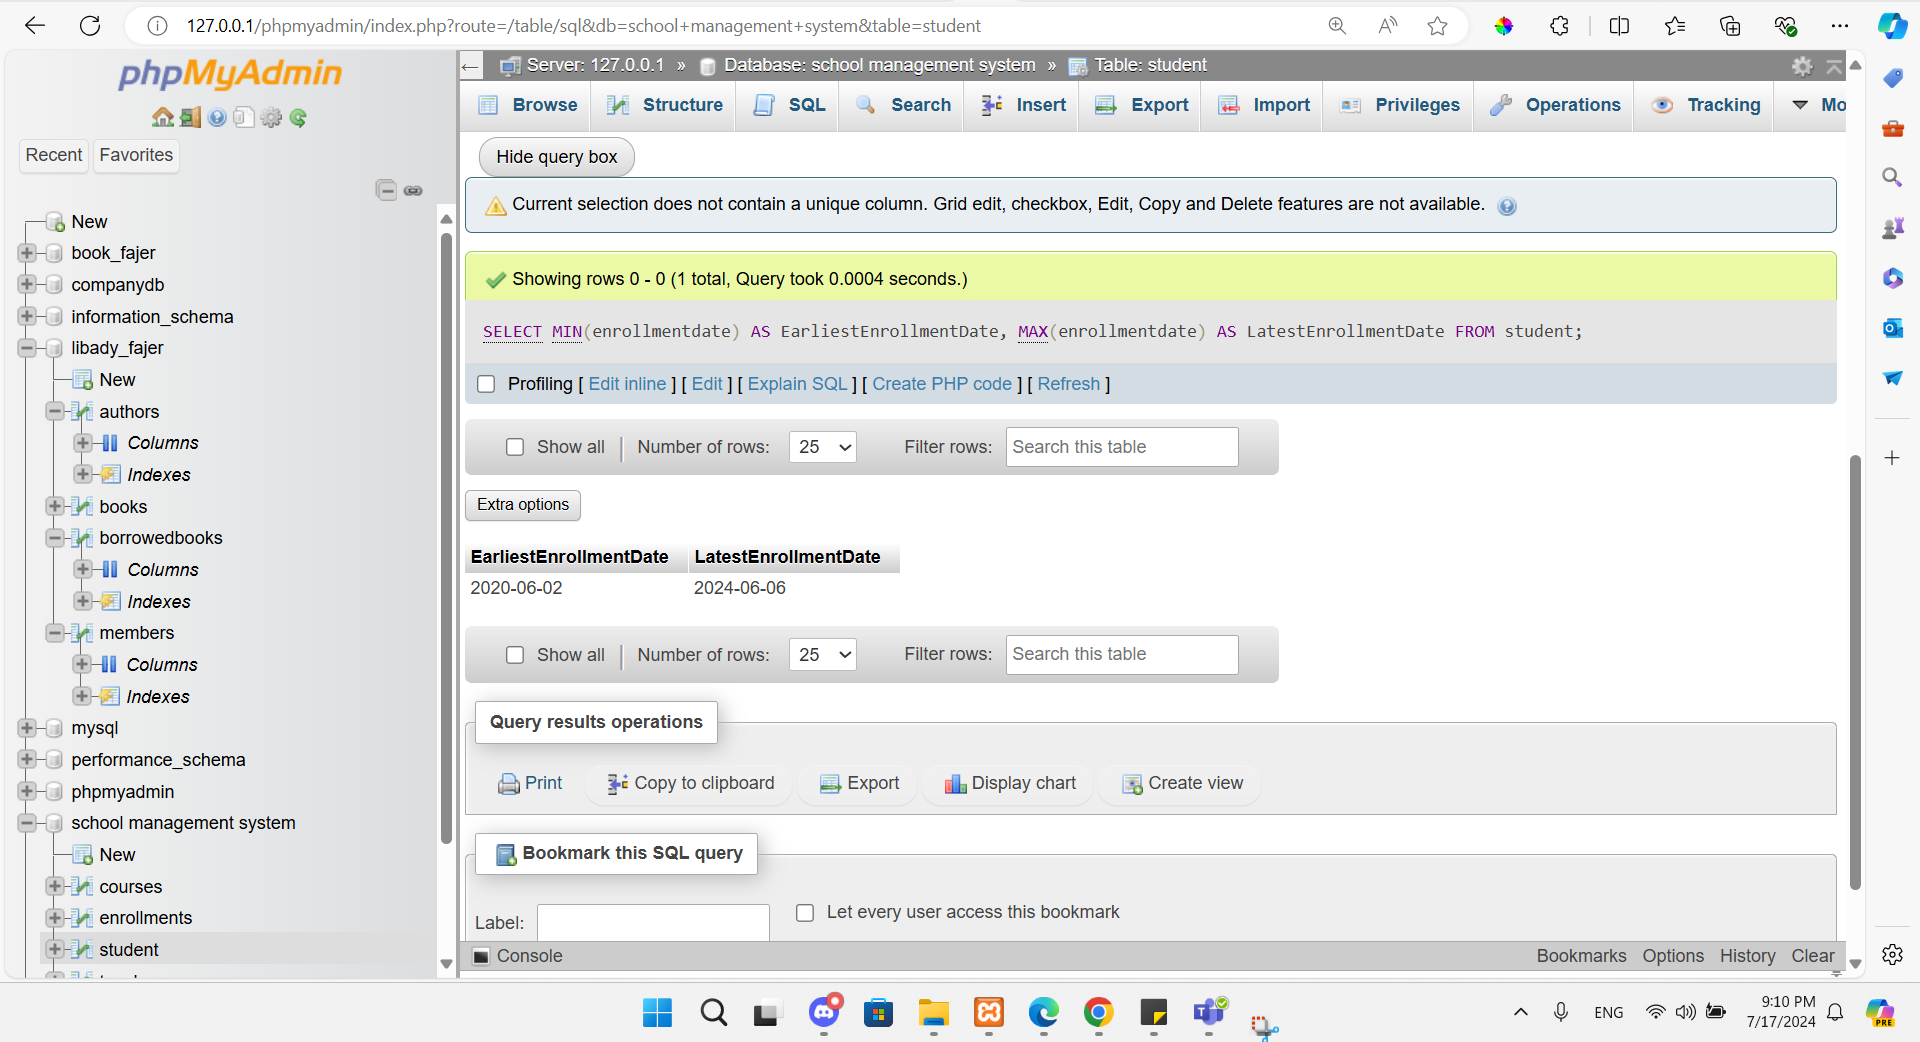 127.0.0.1/phpmyadmin/index.php?route=/table/sql&db=school+management+system&table=student
phpMyAdmin
Recent Favorites
New
book_fajer
companydb
information_schema
libady_fajer
New
authors
Columns
Indexes
books
borrowedbooks
Columns
Indexes
members
Columns
Indexes
mysql
performance_schema
phpmyadmin
school management system
New
courses
enrollments
student
Server: 127.0.0.1 » Database: school management system » Table: student
Browse Structure SQL Search Insert Export Import Privileges Operations Tracking Mo
Hide query box
Current selection does not contain a unique column. Grid edit, checkbox, Edit, Copy and Delete features are not available.
Showing rows 0 - 0 (1 total, Query took 0.0004 seconds.)
SELECT MIN(enrollmentdate) AS EarliestEnrollmentDate, MAX(enrollmentdate) AS LatestEnrollmentDate FROM student;
Profiling [ Edit inline ] [ Edit ] [ Explain SQL ] [ Create PHP code ] [ Refresh ]
Show all | Number of rows: 25 Filter rows: Search this table
Extra options
EarliestEnrollmentDate LatestEnrollmentDate
2020-06-02 2024-06-06
Show all | Number of rows: 25 Filter rows: Search this table
Query results operations
Print Copy to clipboard Export Display chart Create view
Bookmark this SQL query
Label: Let every user access this bookmark
Console Bookmarks Options History Clear
ENG
9:10 PM
7/17/2024
PRE